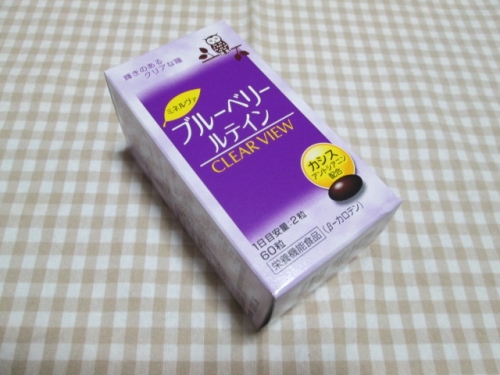 輝きのある
クリアな瞳
ミネルヴァ
ブルーベリー
ルテイン
CLEAR VIEW
カシス
アントシアニン
配合
1日目安量:2粒
60粒
栄養機能食品(β-カロテン)